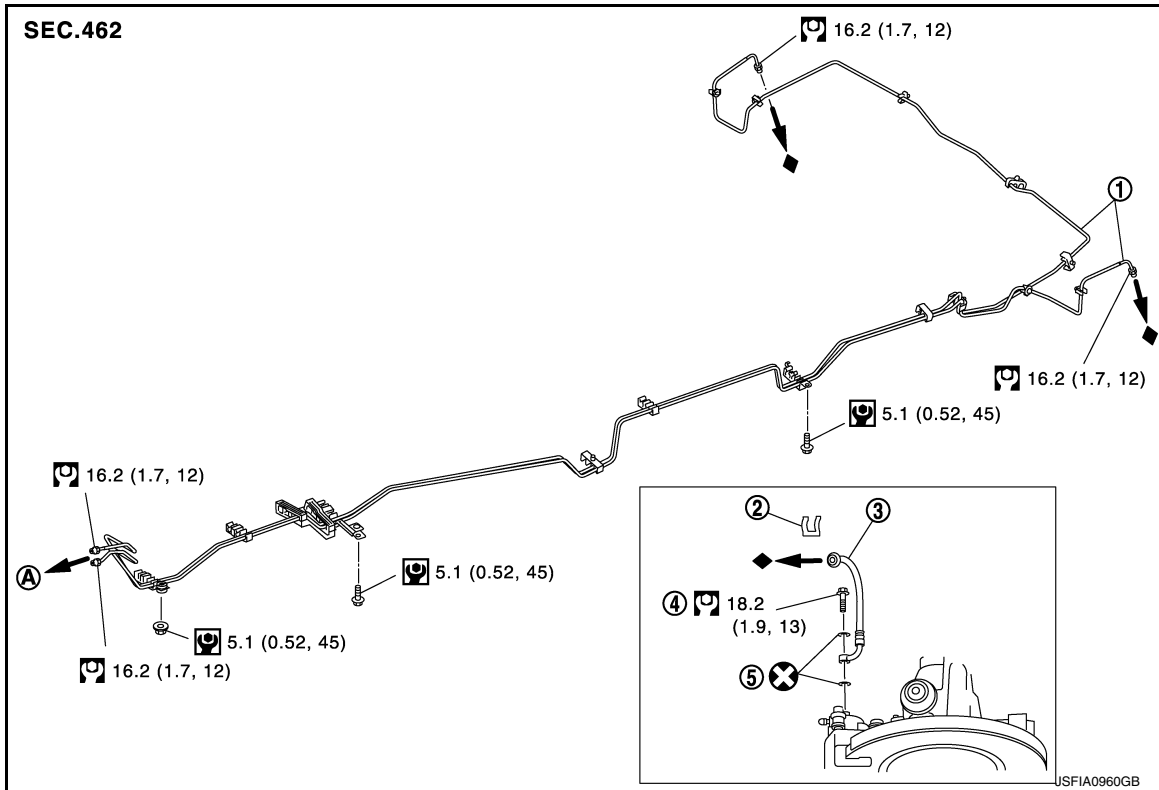 SEC.462
16.2 (1.7, 12)
1
16.2 (1.7, 12)
5.1 (0.52, 45)
16.2 (1.7, 12)
2
3
A
5.1 (0.52, 45)
4
18.2
(1.9, 13)
5.1 (0.52, 45)
16.2 (1.7, 12)
5
JSFIA0960GB